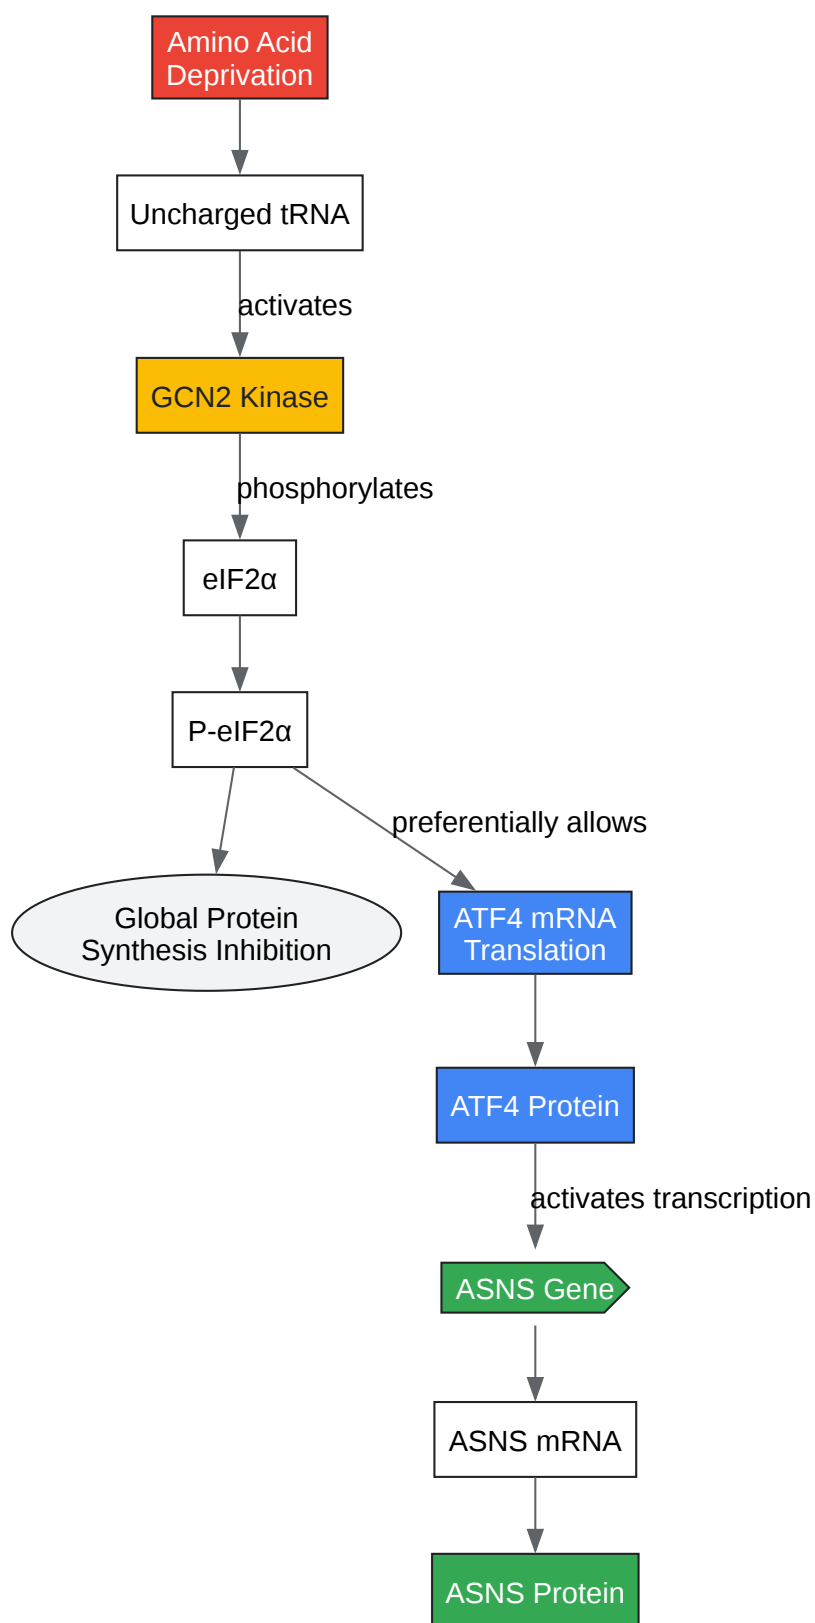 Amino Acid
Deprivation
Uncharged tRNA
activates
GCN2 Kinase
phosphorylates
eIF2α
P-eIF2α
preferentially allows
Global Protein
Synthesis Inhibition
ATF4 mRNA
Translation
ATF4 Protein
activates transcription
ASNS Gene
ASNS mRNA
ASNS Protein